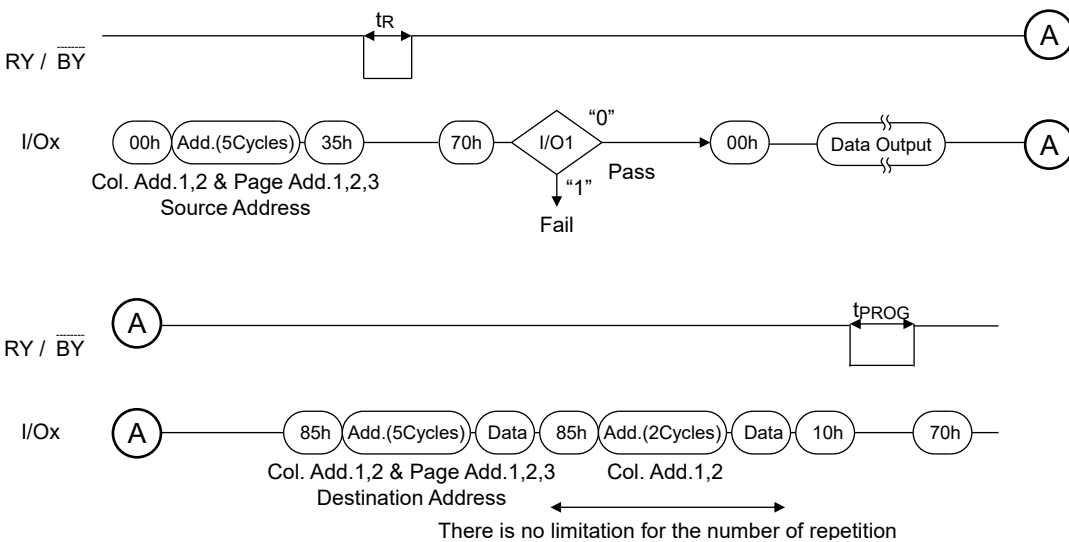 tR
A
RY / BY
I/Ox
00h Add.(5Cycles) 35h 70h I/O1 "0" 00h Data Output A
Pass
"1"
Fail
Col. Add.1,2 & Page Add.1,2,3
Source Address
A
tPROG
RY / BY
I/Ox
A 85h Add.(5Cycles) Data 85h Add.(2Cycles) Data 10h 70h
Col. Add.1,2 & Page Add.1,2,3 Col. Add.1,2
Destination Address
There is no limitation for the number of repetition